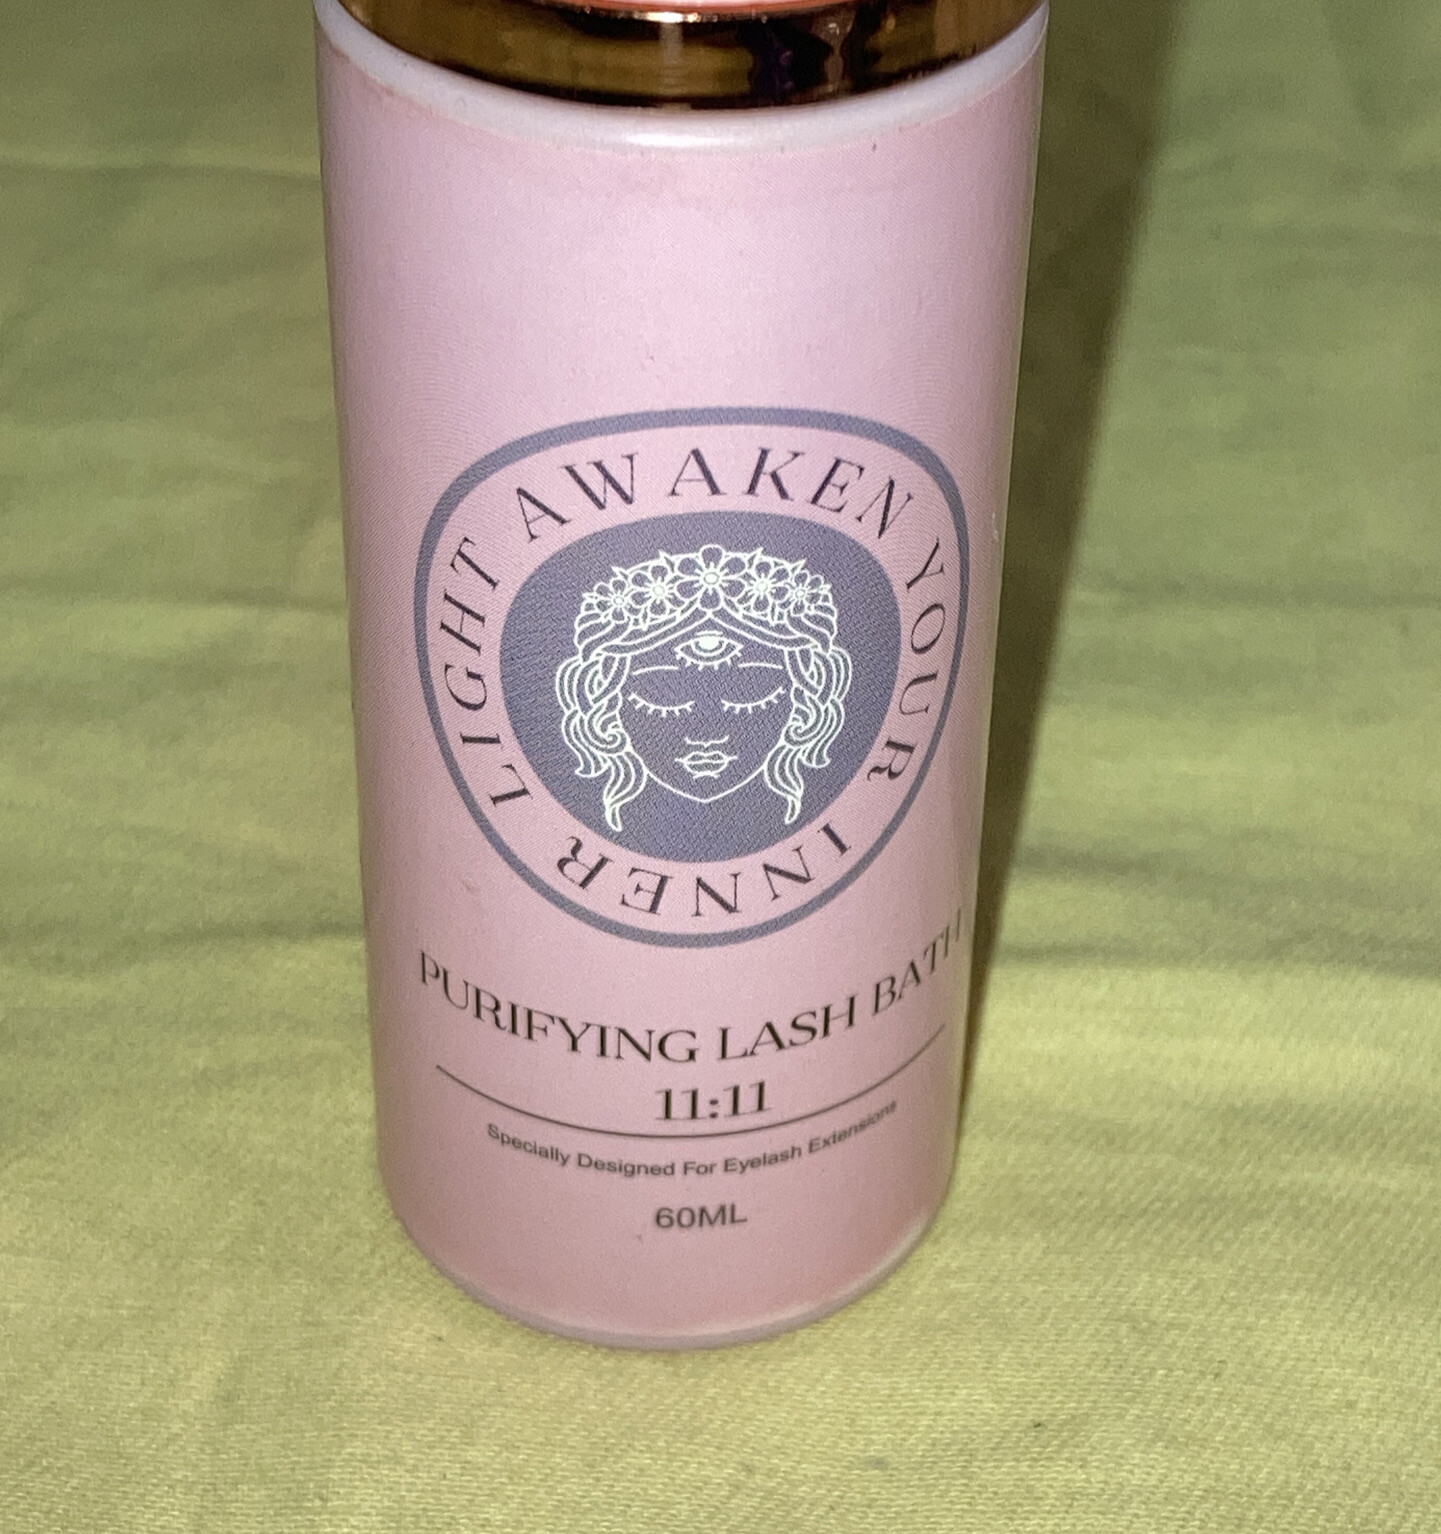 AWAKEN YOUR INNER LIGHT
PURIFYING LASH BATH
11:11
Specially Designed For Eyelash Extensions
60ML